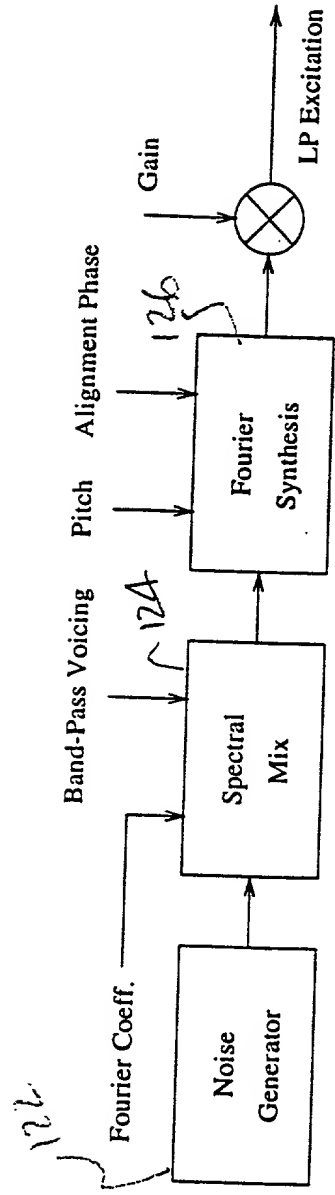 122
Fourier Coeff.
Noise
Generator
Band-Pass Voicing
124
Spectral
Mix
Pitch
Alignment Phase
126
Fourier
Synthesis
Gain
LP Excitation